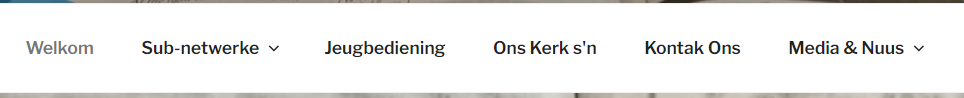 Welkom Sub-netwerke Jeugbediening Ons Kerk s'n Kontak Ons Media & Nuus